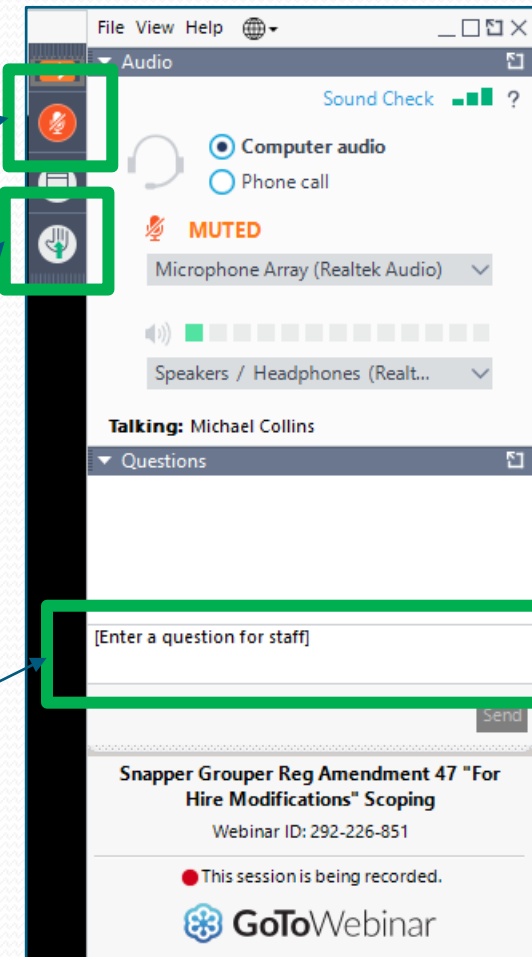 File View Help
Audio
Sound Check ?
Computer audio
Phone call
MUTED
Microphone Array (Realtek Audio)
Speakers / Headphones (Realt...
Talking: Michael Collins
Questions
[Enter a question for staff]
Send
Snapper Grouper Reg Amendment 47 "For
Hire Modifications" Scoping
Webinar ID: 292-226-851
This session is being recorded.
GoToWebinar